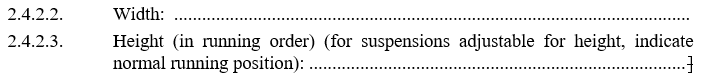 2.4.2.2. Width: ................................................................................................................
2.4.2.3. Height (in running order) (for suspensions adjustable for height, indicate
normal running position): .................................................................................]